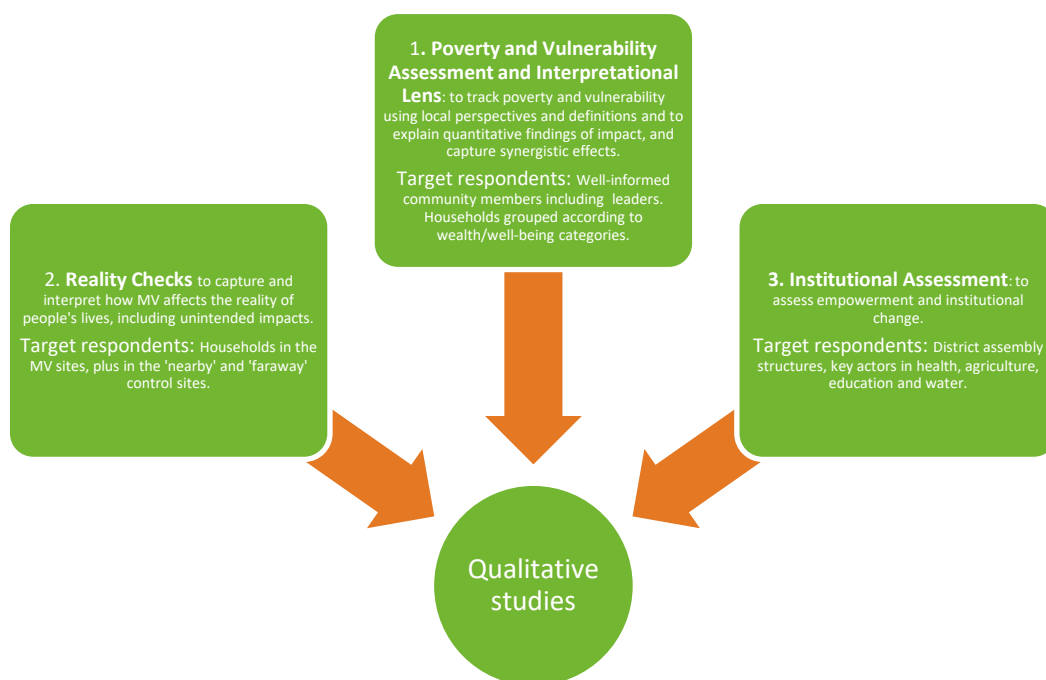 1. Poverty and Vulnerability
Assessment and Interpretational
Lens: to track poverty and vulnerability
using local perspectives and definitions and to
explain quantitative findings of impact, and
capture synergistic effects.
Target respondents: Well-informed
community members including leaders.
Households grouped according to
wealth/well-being categories.
2. Reality Checks to capture and
interpret how MV affects the reality of
people's lives, including unintended impacts.
Target respondents: Households in the
MV sites, plus in the 'nearby' and 'faraway'
control sites.
3. Institutional Assessment: to
assess empowerment and institutional
change.
Target respondents: District assembly
structures, key actors in health, agriculture,
education and water.
Qualitative
studies